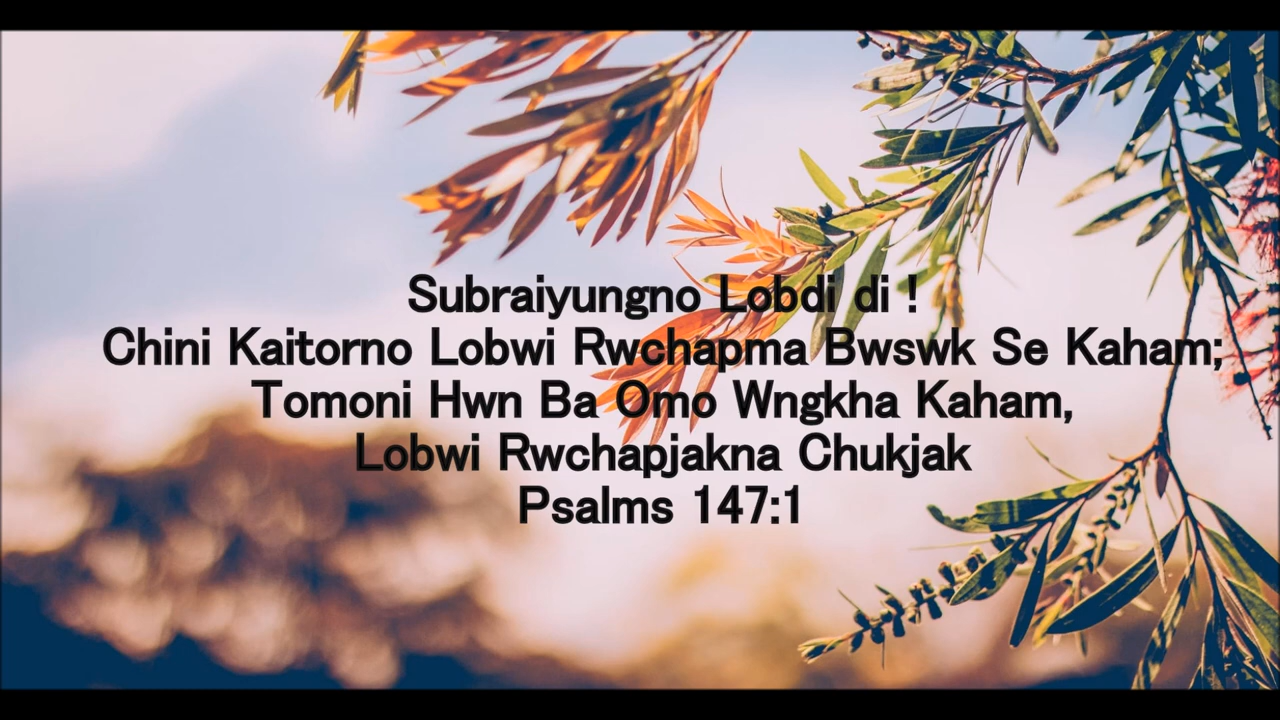 Subraiyungno Lobdi di !
Chini Kaitorno Lobwi Rwchapma Bwswk Se Kaham;
Tomoni Hwn Ba Omo Wngkha Kaham,
Lobwi Rwchapjakna Chukjak
Psalms 147:1